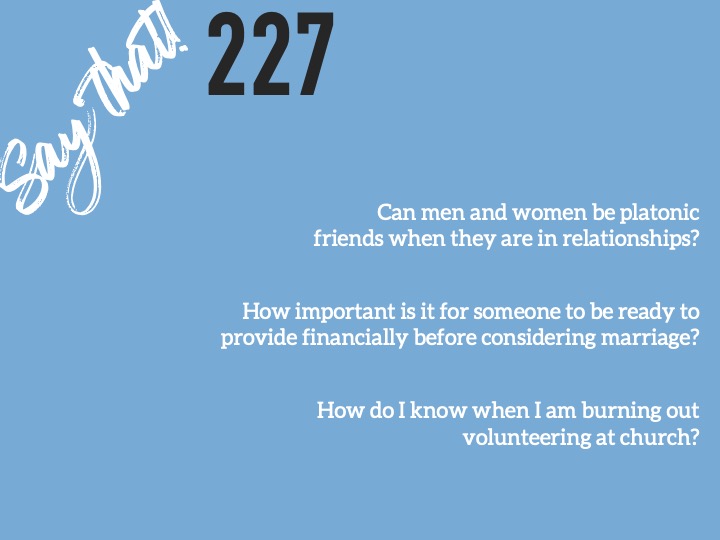 Say that!
227
Can men and women be platonic
friends when they are in relationships?
How important is it for someone to be ready to
provide financially before considering marriage?
How do I know when I am burning out
volunteering at church?